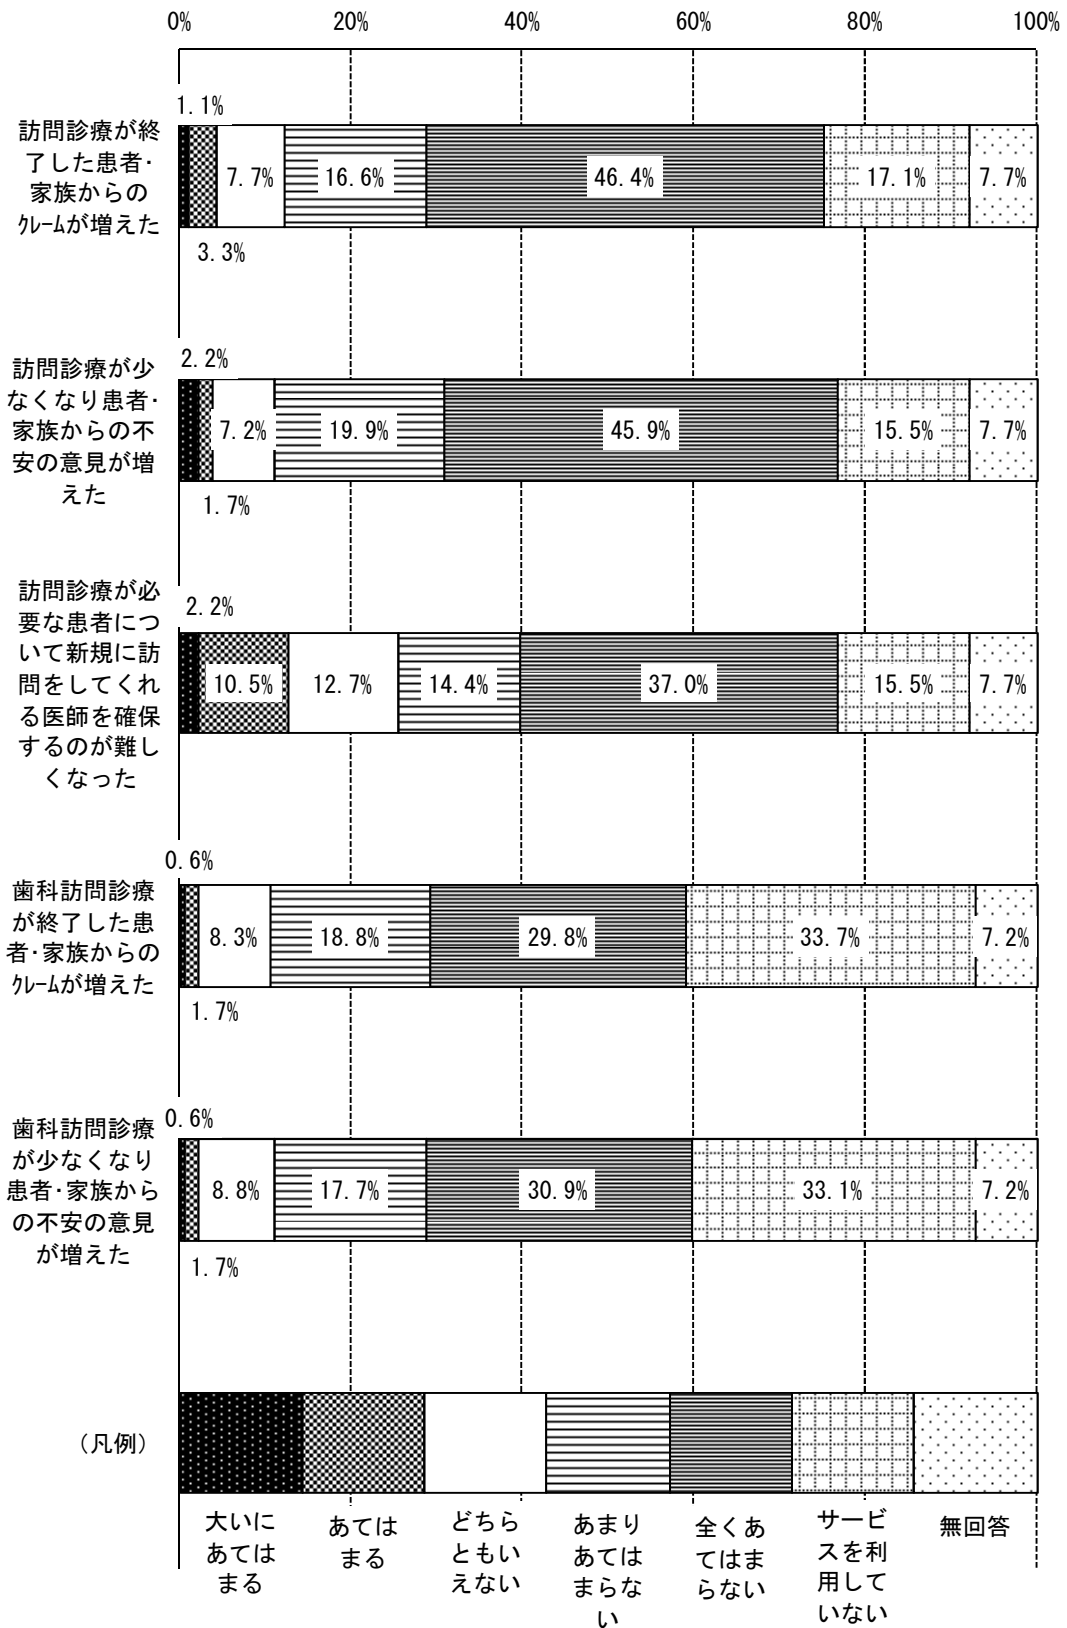 0% 20% 40% 60% 80% 100%
訪問診療が終
了した患者・
家族からの
ｸﾚｰﾑが増えた
1.1%
7.7% 16.6% 46.4% 17.1% 7.7%
3.3%
訪問診療が少
なくなり患者・
家族からの不
安の意見が増
えた
2.2%
7.2% 19.9% 45.9% 15.5% 7.7%
1.7%
訪問診療が必
要な患者につ
いて新規に訪
問をしてくれ
る医師を確保
するのが難し
くなった
2.2%
10.5% 12.7% 14.4% 37.0% 15.5% 7.7%
歯科訪問診療
が終了した患
者・家族からの
ｸﾚｰﾑが増えた
0.6%
8.3% 18.8% 29.8% 33.7% 7.2%
1.7%
歯科訪問診療
が少なくなり
患者・家族から
の不安の意見
が増えた
0.6%
8.8% 17.7% 30.9% 33.1% 7.2%
1.7%
（凡例）
大いに
あては
まる
あては
まる
どちら
ともい
えない
あまり
あては
まらな
い
全くあ
てはま
らない
サービ
スを利
用して
いない
無回答